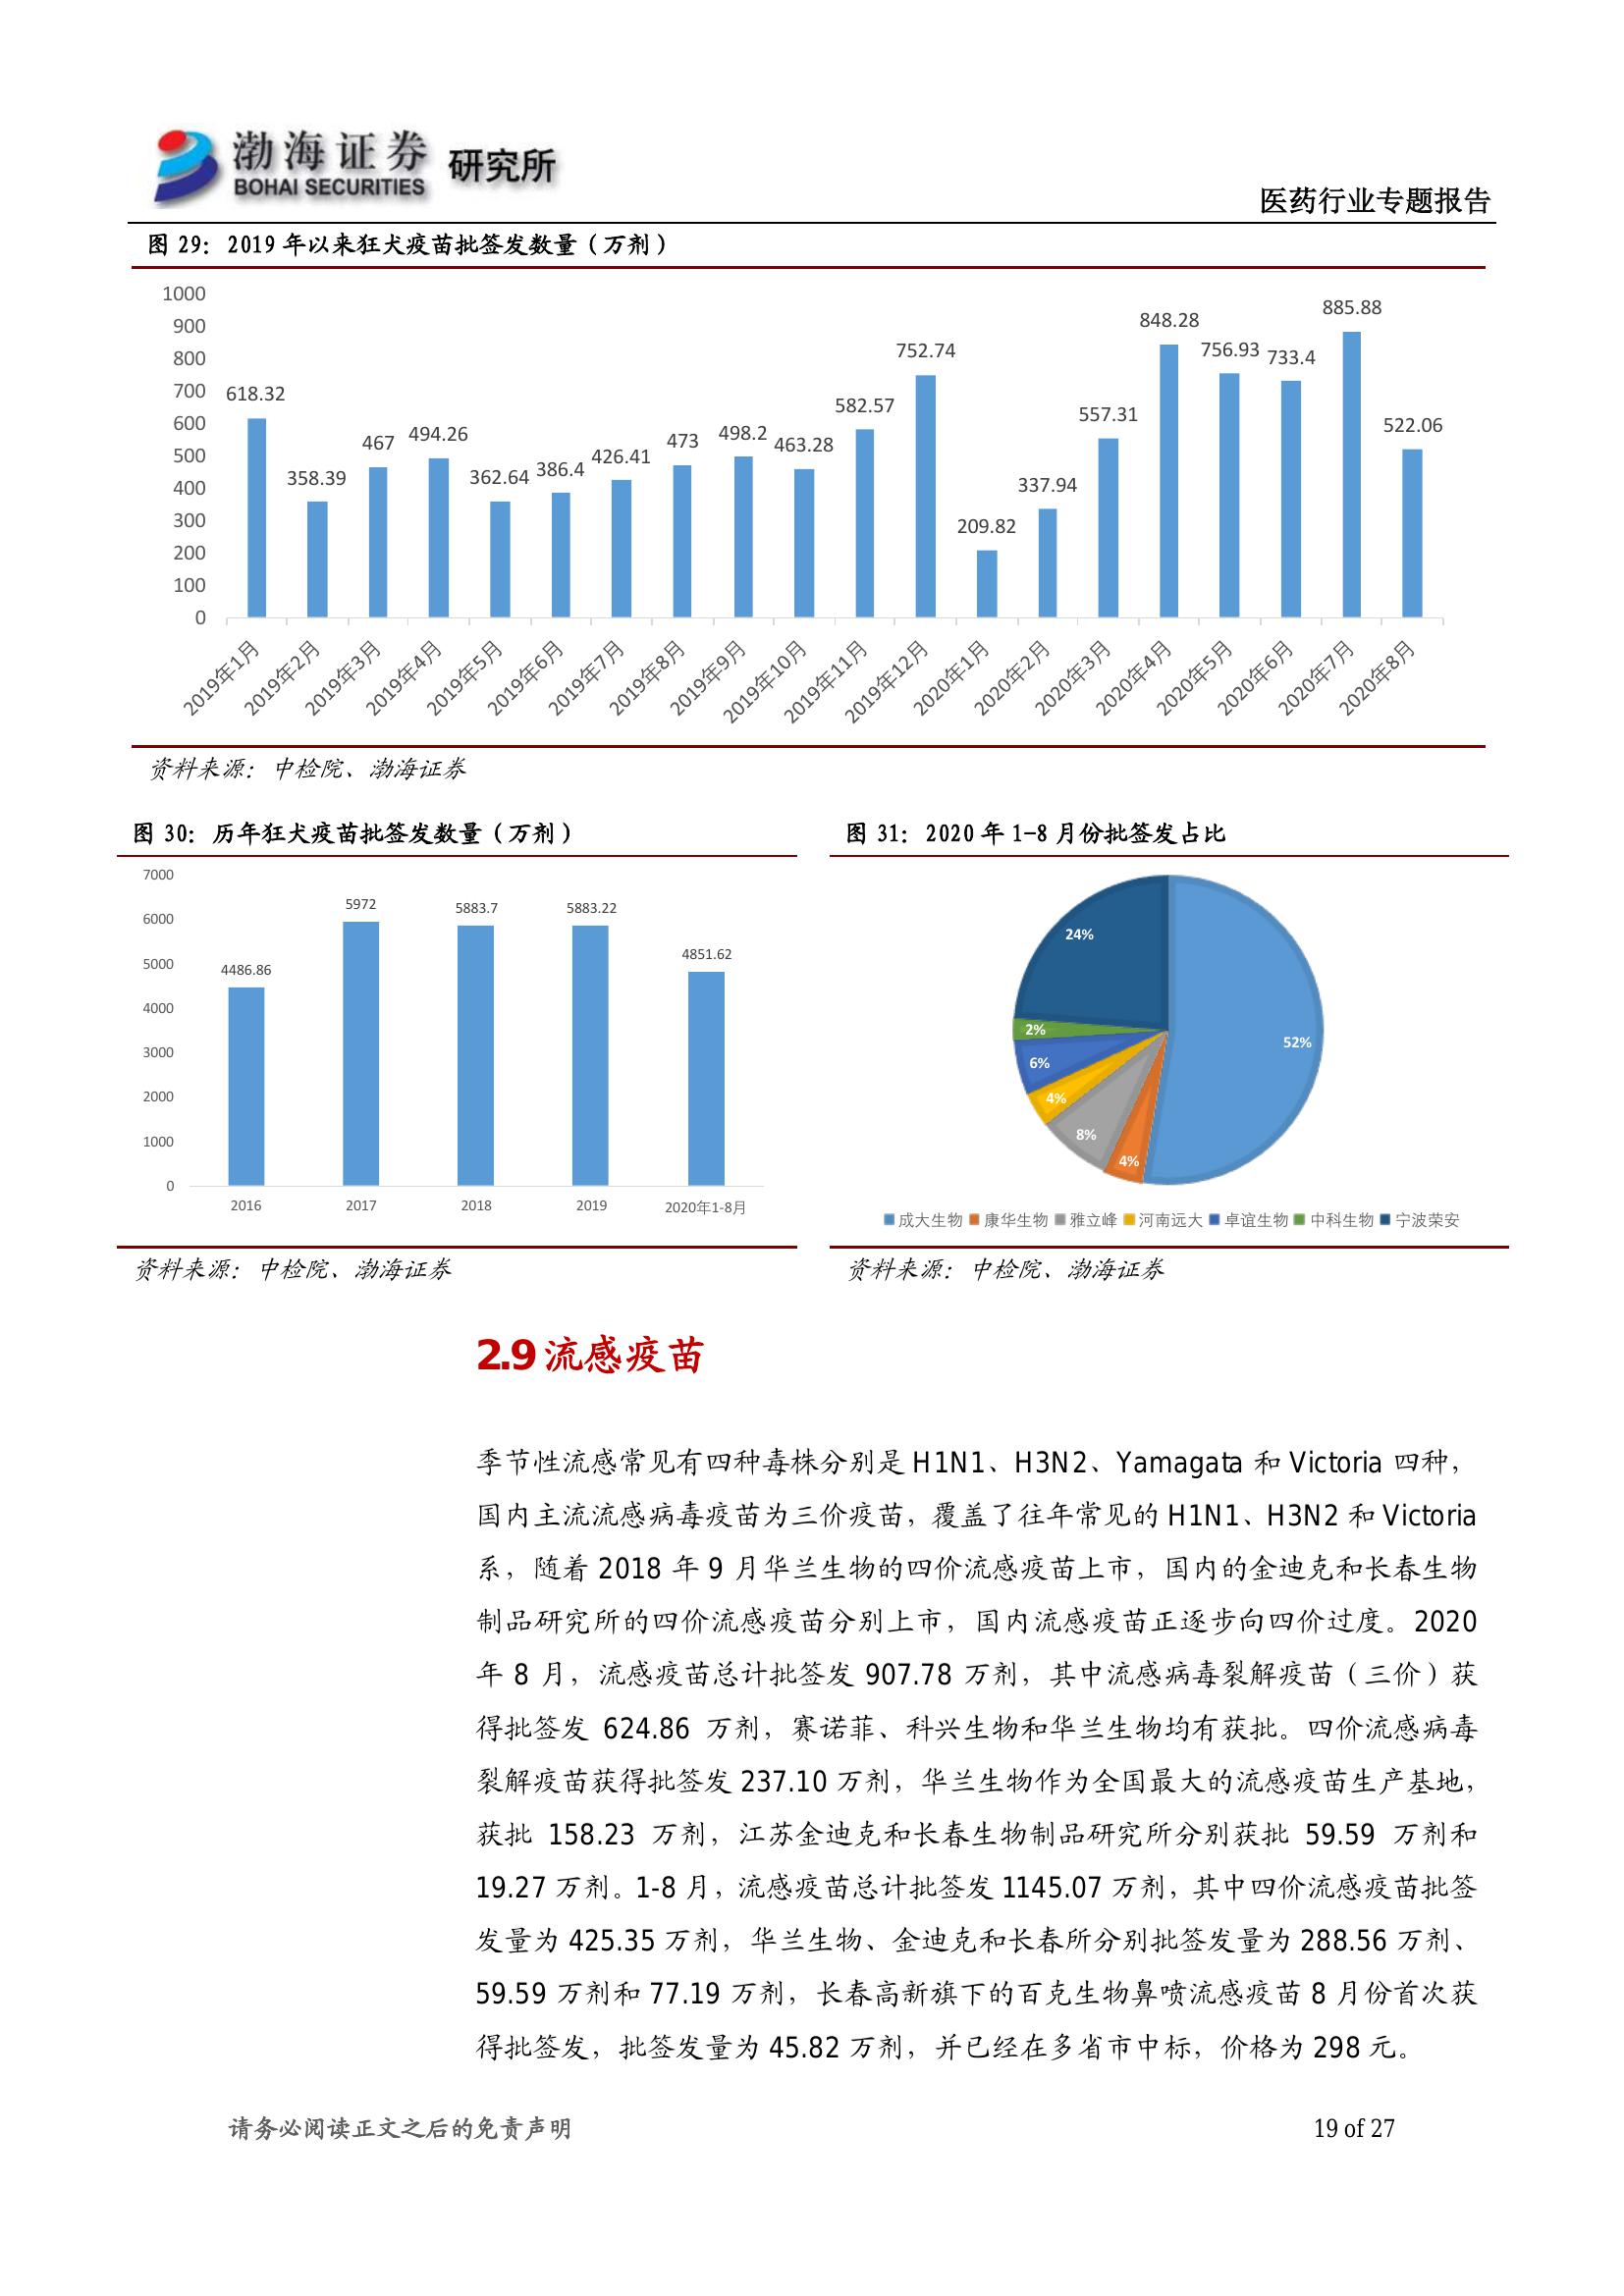 渤海证券 研究所
BOHAI SECURITIES
医药行业专题报告
图 29：2019 年以来狂犬疫苗批签发数量（万剂）
1000
900
800
700
600
500
400
300
200
100
0
618.32
358.39
467
494.26
362.64
386.4
426.41
473
498.2
463.28
582.57
752.74
209.82
337.94
557.31
848.28
756.93
733.4
885.88
522.06
2019年1月
2019年2月
2019年3月
2019年4月
2019年5月
2019年6月
2019年7月
2019年8月
2019年9月
2019年10月
2019年11月
2019年12月
2020年1月
2020年2月
2020年3月
2020年4月
2020年5月
2020年6月
2020年7月
2020年8月
资料来源：中检院、渤海证券
图 30：历年狂犬疫苗批签发数量（万剂）
7000
6000
5000
4000
3000
2000
1000
0
4486.86
5972
5883.7
5883.22
4851.62
2016
2017
2018
2019
2020年1-8月
资料来源：中检院、渤海证券
图 31：2020 年 1-8 月份批签发占比
24%
2%
6%
4%
8%
4%
52%
成大生物 康华生物 雅立峰 河南远大 卓谊生物 中科生物 宁波荣安
资料来源：中检院、渤海证券
2.9 流感疫苗
季节性流感常见有四种毒株分别是 H1N1、H3N2、Yamagata 和 Victoria 四种，
国内主流流感病毒疫苗为三价疫苗，覆盖了往年常见的 H1N1、H3N2 和 Victoria
系，随着 2018 年 9 月华兰生物的四价流感疫苗上市，国内的金迪克和长春生物
制品研究所的四价流感疫苗分别上市，国内流感疫苗正逐步向四价过度。2020
年 8 月，流感疫苗总计批签发 907.78 万剂，其中流感病毒裂解疫苗（三价）获
得批签发 624.86 万剂，赛诺菲、科兴生物和华兰生物均有获批。四价流感病毒
裂解疫苗获得批签发 237.10 万剂，华兰生物作为全国最大的流感疫苗生产基地，
获批 158.23 万剂，江苏金迪克和长春生物制品研究所分别获批 59.59 万剂和
19.27 万剂。1-8 月，流感疫苗总计批签发 1145.07 万剂，其中四价流感疫苗批签
发量为 425.35 万剂，华兰生物、金迪克和长春所分别批签发量为 288.56 万剂、
59.59 万剂和 77.19 万剂，长春高新旗下的百克生物鼻喷流感疫苗 8 月份首次获
得批签发，批签发量为 45.82 万剂，并已经在多省市中标，价格为 298 元。
请务必阅读正文之后的免责声明
19 of 27